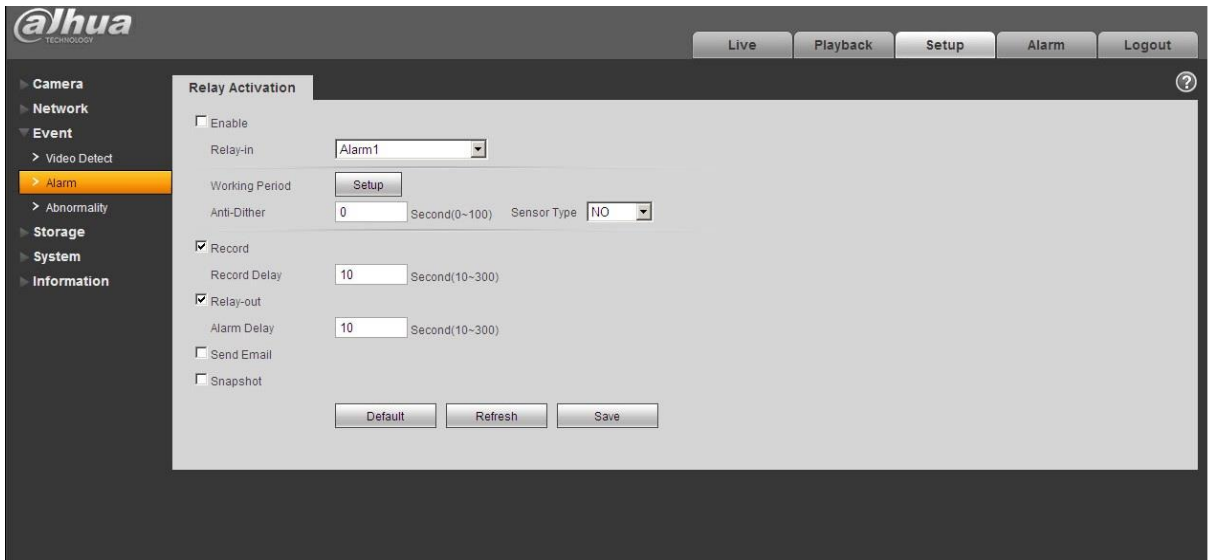 alhua
TECHNOLOGY
Live Playback Setup Alarm Logout
Camera
Network
Event
> Video Detect
> Alarm
> Abnormality
Storage
System
Information
Relay Activation
?
Enable
Relay-in Alarm1
Working Period Setup
Anti-Dither 0 Second(0~100) Sensor Type NO
Record
Record Delay 10 Second(10~300)
Relay-out
Alarm Delay 10 Second(10~300)
Send Email
Snapshot
Default Refresh Save